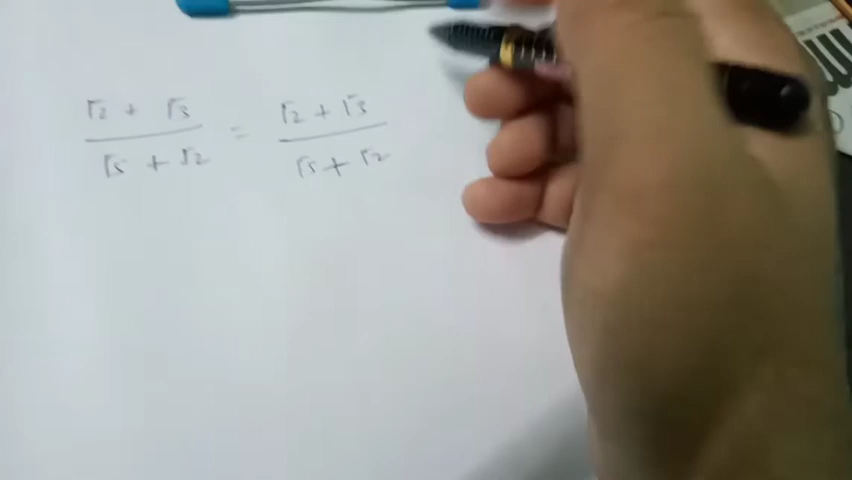 √2 + √3 = √2 + √3
√5 + √2   √5 + √2